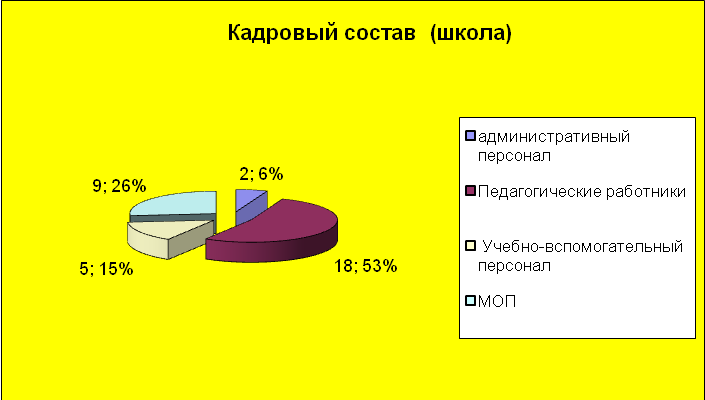 Кадровый состав (школа)
2; 6%
9; 26%
18; 53%
5; 15%
административный
персонал
Педагогические работники
Учебно-вспомогательный
персонал
МОП